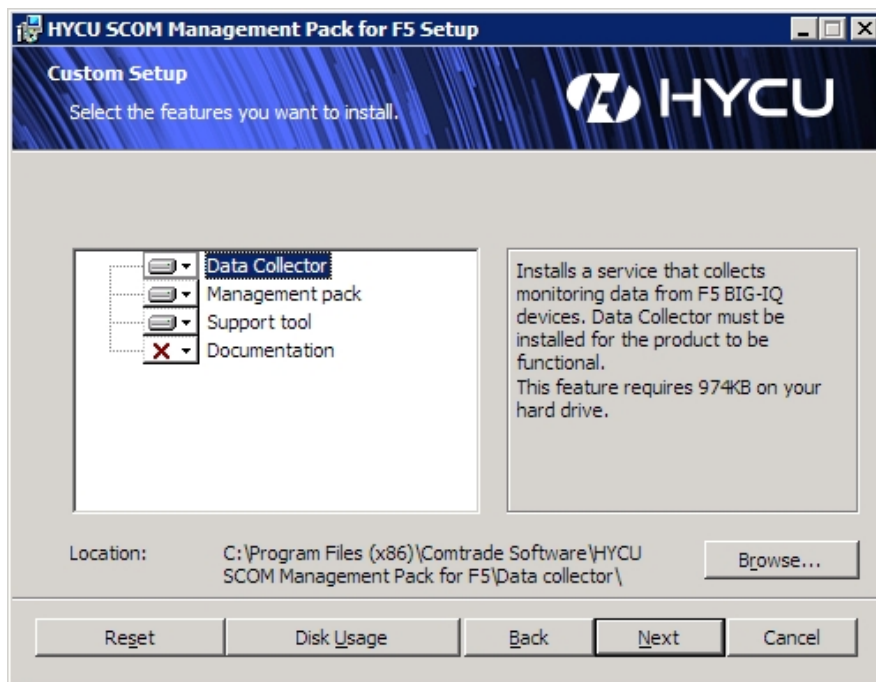 HYCU SCOM Management Pack for F5 Setup
Custom Setup
Select the features you want to install.
HYCU
Data Collector
Management pack
Support tool
Documentation
Installs a service that collects
monitoring data from F5 BIG-IQ
devices. Data Collector must be
installed for the product to be
functional.
This feature requires 974KB on your
hard drive.
Location:
C:\Program Files (x86)\Comtrade Software\HYCU
SCOM Management Pack for F5\Data collector\
Browse...
Reset
Disk Usage
Back
Next
Cancel